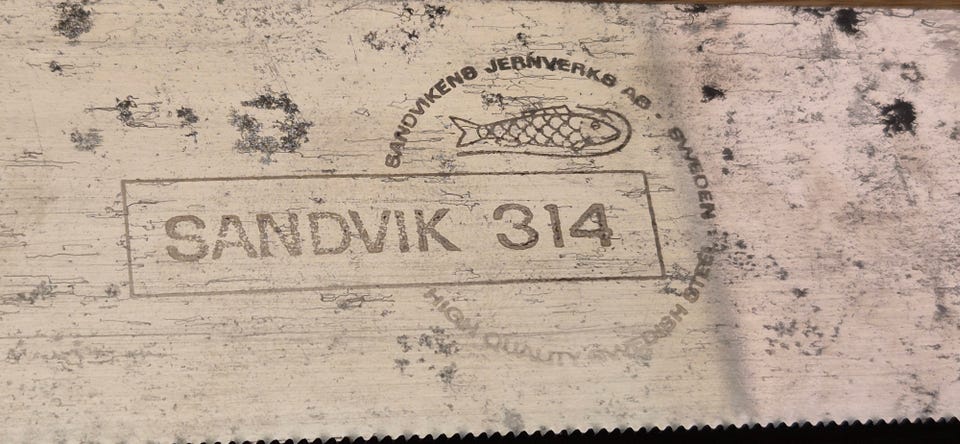 SANDVIKENS JERNVERKS AB · SWEDEN
SANDVIK 314
HIGH QUALITY SWEDISH STEEL